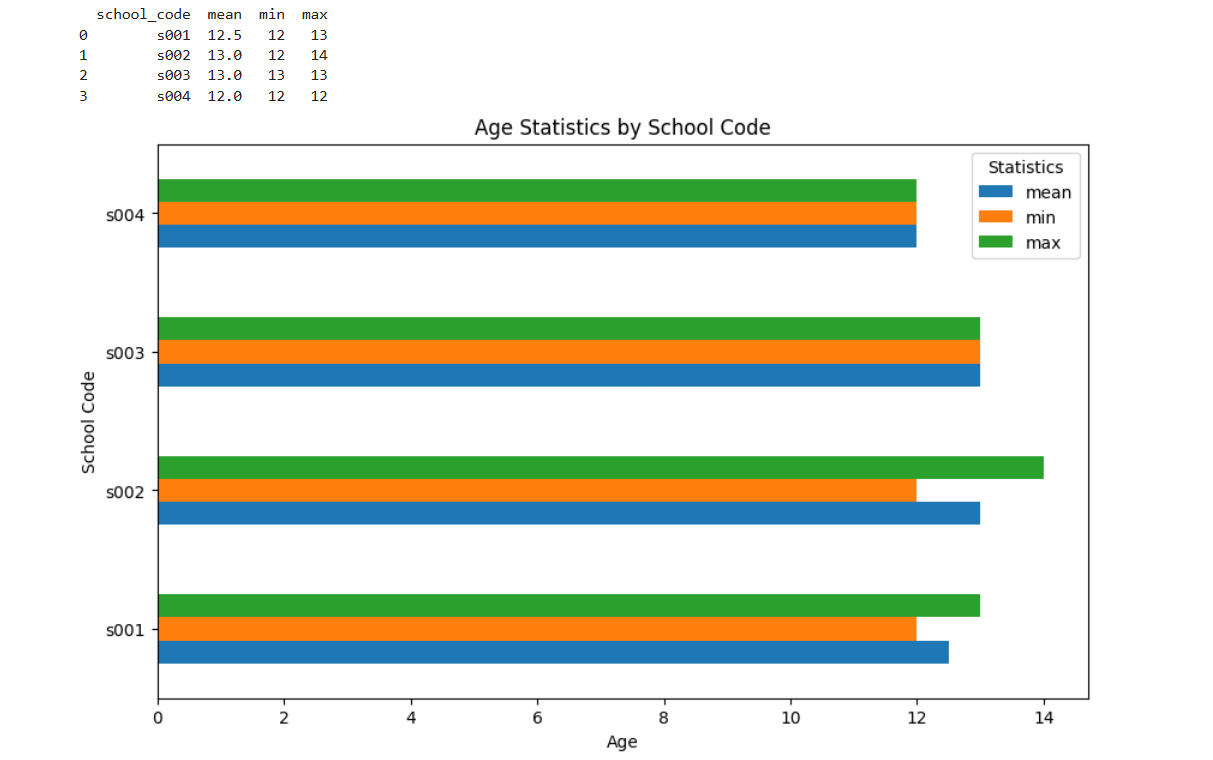 school_code mean min max
0 s001 12.5 12 13
1 s002 13.0 12 14
2 s003 13.0 13 13
3 s004 12.0 12 12
Age Statistics by School Code
Statistics
mean
min
max
s004
s003
s002
s001
School Code
0 2 4 6 8 10 12 14
Age